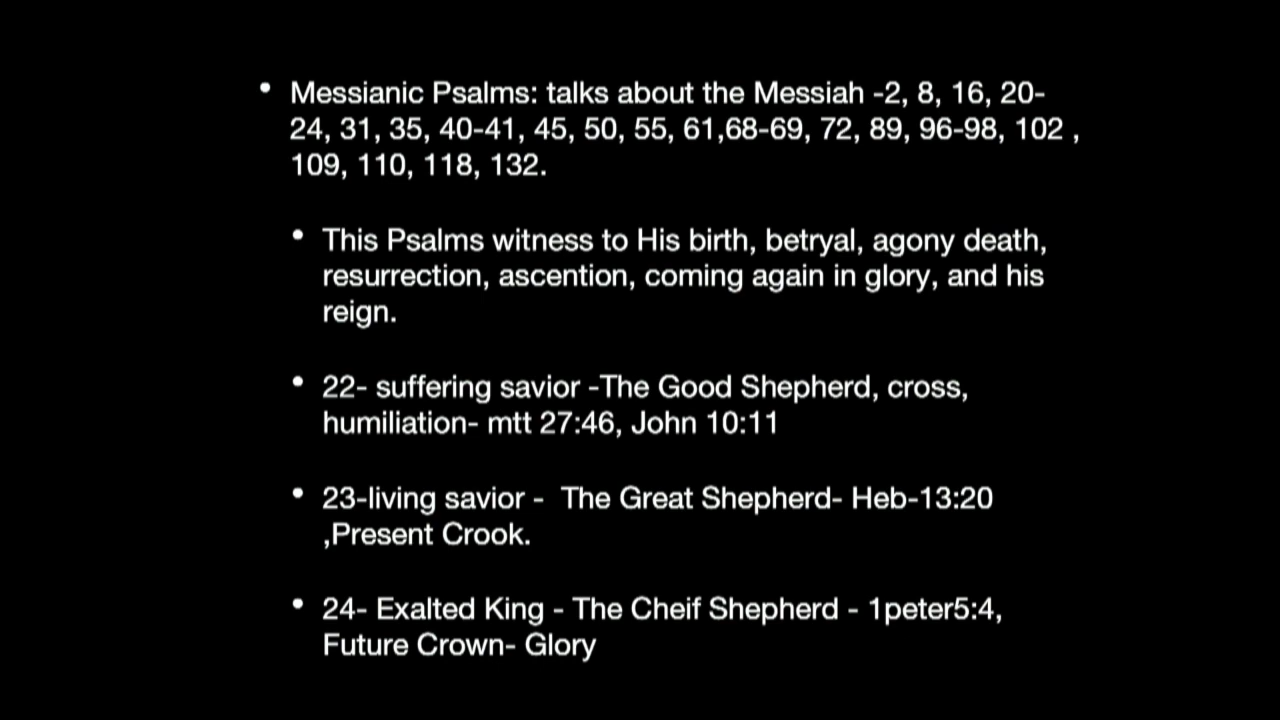 • Messianic Psalms: talks about the Messiah -2, 8, 16, 20-
24, 31, 35, 40-41, 45, 50, 55, 61,68-69, 72, 89, 96-98, 102 ,
109, 110, 118, 132.
• This Psalms witness to His birth, betryal, agony death,
resurrection, ascention, coming again in glory, and his
reign.
• 22- suffering savior -The Good Shepherd, cross,
humiliation- mtt 27:46, John 10:11
• 23-living savior -  The Great Shepherd- Heb-13:20
,Present Crook.
• 24- Exalted King - The Cheif Shepherd - 1peter5:4,
Future Crown- Glory